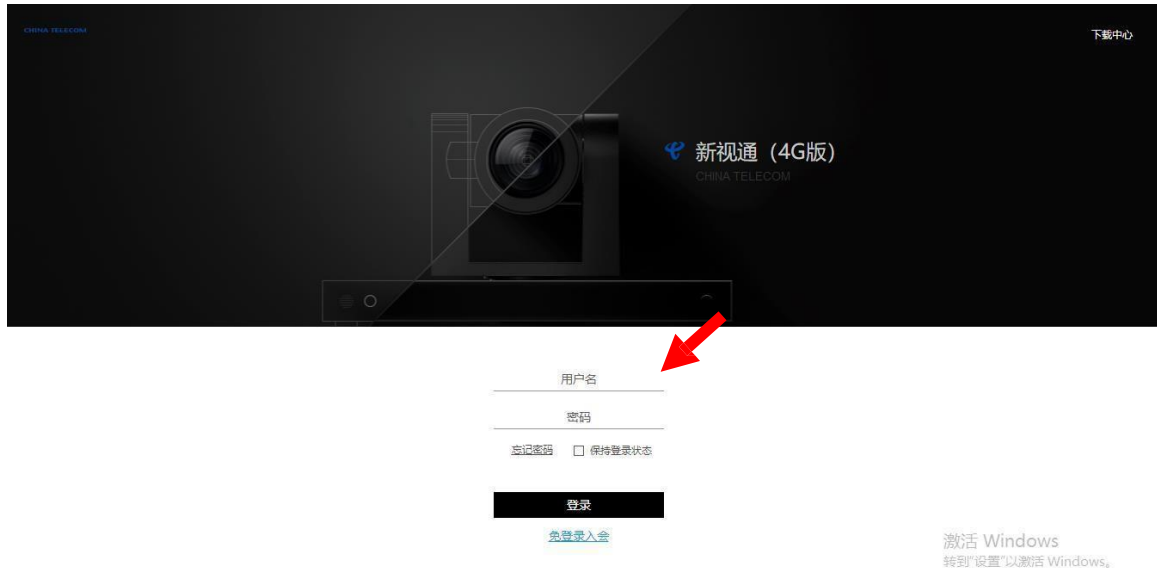 CHINA TELECOM
下载中心
新视通（4G版）
CHINA TELECOM
用户名
密码
忘记密码 保持登录状态
登录
免登录入会
激活 Windows
转到“设置”以激活 Windows。